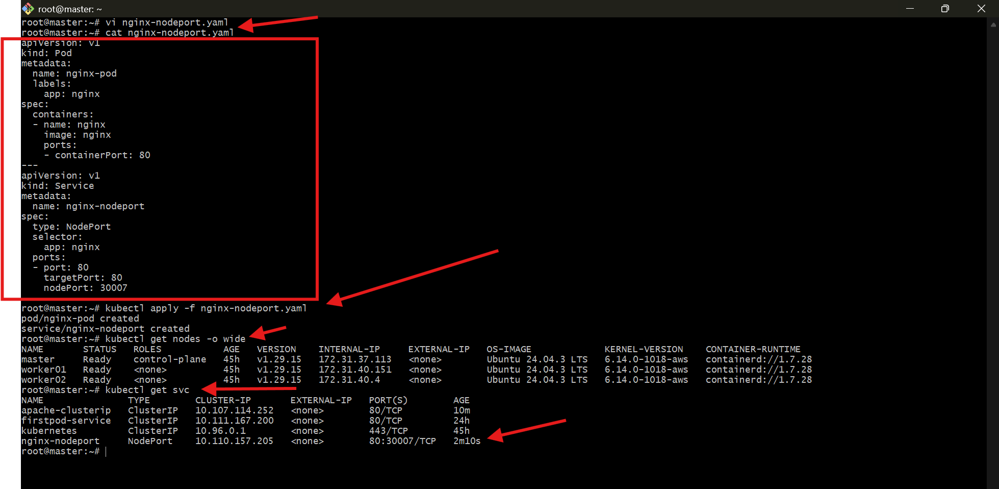 root@master: ~
root@master:~# vi nginx-nodeport.yaml
root@master:~# cat nginx-nodeport.yaml
apiVersion: v1
kind: Pod
metadata:
  name: nginx-pod
  labels:
    app: nginx
spec:
  containers:
  - name: nginx
    image: nginx
    ports:
    - containerPort: 80
---
apiVersion: v1
kind: Service
metadata:
  name: nginx-nodeport
spec:
  type: NodePort
  selector:
    app: nginx
  ports:
  - port: 80
    targetPort: 80
    nodePort: 30007
root@master:~# kubectl apply -f nginx-nodeport.yaml
pod/nginx-pod created
service/nginx-nodeport created
root@master:~# kubectl get nodes -o wide
NAME       STATUS   ROLES           AGE   VERSION    INTERNAL-IP     EXTERNAL-IP   OS-IMAGE             KERNEL-VERSION    CONTAINER-RUNTIME
master     Ready    control-plane   45h   v1.29.15   172.31.37.113   <none>        Ubuntu 24.04.3 LTS   6.14.0-1018-aws   containerd://1.7.28
worker01   Ready    <none>          45h   v1.29.15   172.31.40.151   <none>        Ubuntu 24.04.3 LTS   6.14.0-1018-aws   containerd://1.7.28
worker02   Ready    <none>          45h   v1.29.15   172.31.40.4     <none>        Ubuntu 24.04.3 LTS   6.14.0-1018-aws   containerd://1.7.28
root@master:~# kubectl get svc
NAME               TYPE        CLUSTER-IP       EXTERNAL-IP   PORT(S)        AGE
apache-clusterip   ClusterIP   10.107.114.252   <none>        80/TCP         10m
firstpod-service   ClusterIP   10.111.167.200   <none>        80/TCP         24h
kubernetes         ClusterIP   10.96.0.1        <none>        443/TCP        45h
nginx-nodeport     NodePort    10.110.157.205   <none>        80:30007/TCP   2m10s
root@master:~#